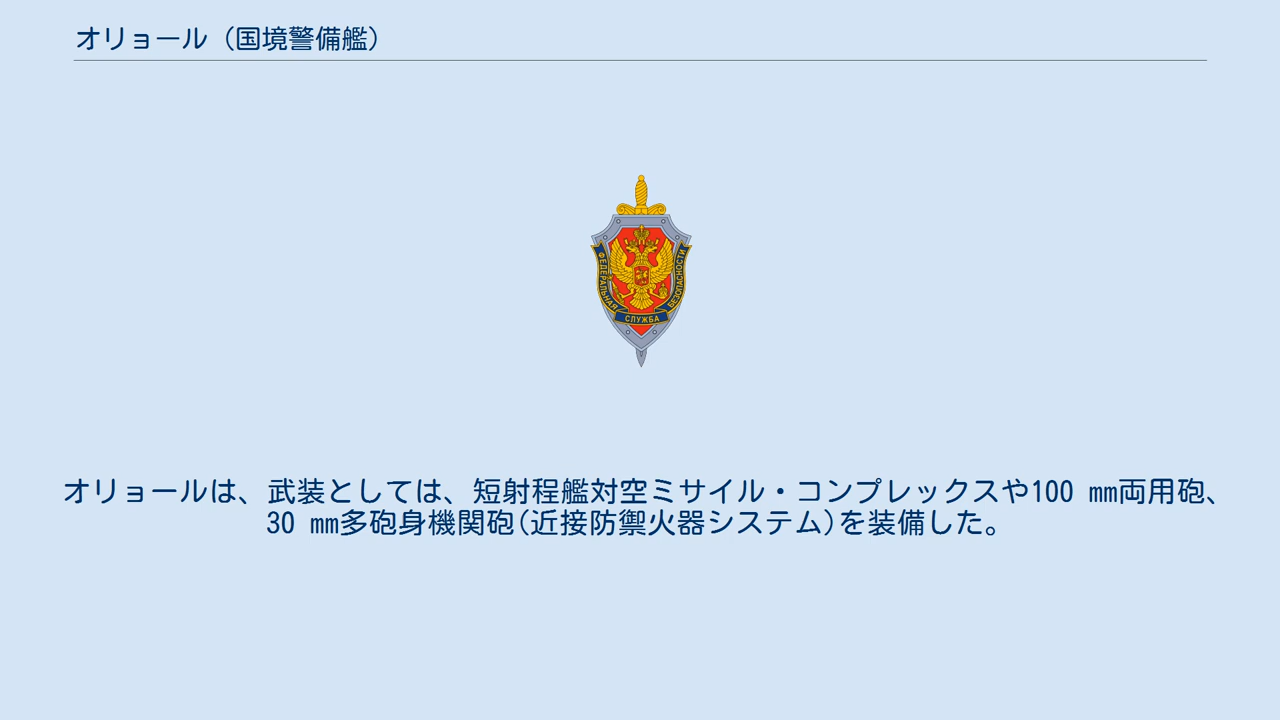 オリョール (国境警備艦)
ФЕДЕРАЛЬНАЯ
СЛУЖБА
БЕЗОПАСНОСТИ
オリョールは、武装としては、短射程艦対空ミサイル・コンプレックスや100 mm両用砲、
30 mm多砲身機関砲(近接防禦火器システム)を装備した。